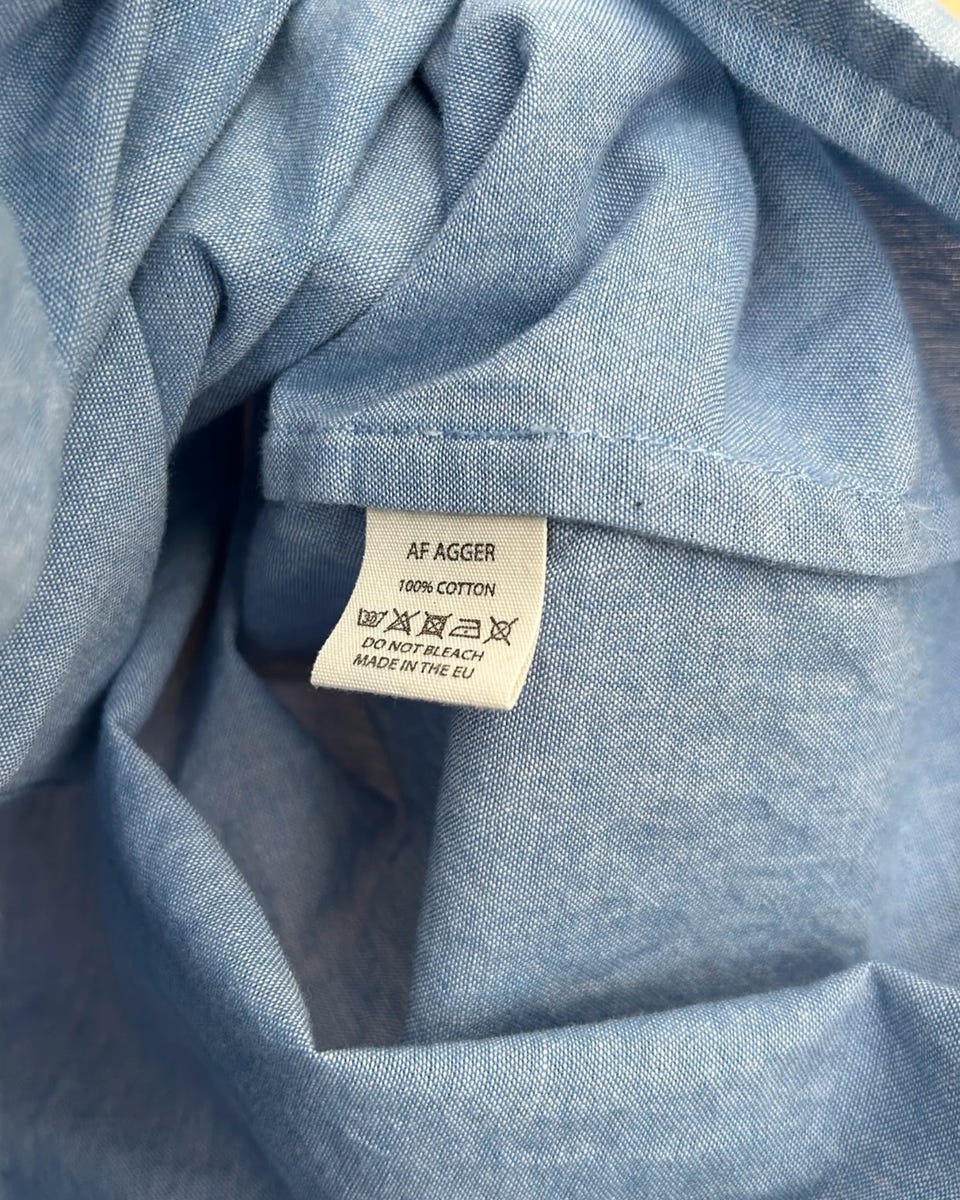 AF AGGER
100% COTTON
DO NOT BLEACH
MADE IN THE EU